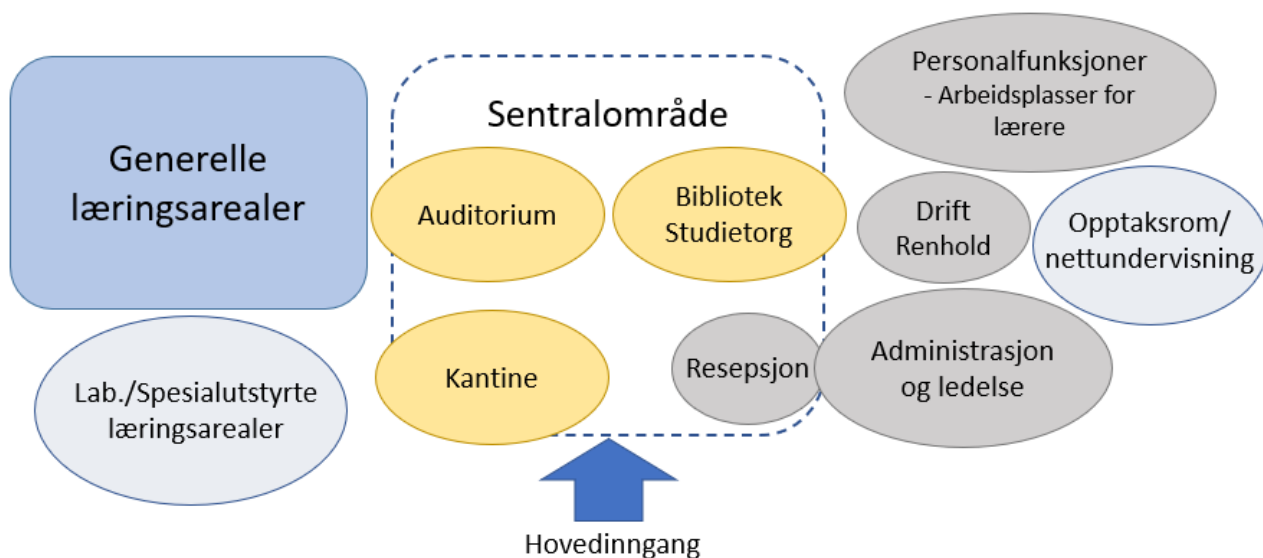 Generelle
læringsarealer
Lab./Spesialutstyrte
læringsarealer
Sentralområde
Auditorium
Bibliotek
Studietorg
Kantine
Resepsjon
Hovedinngang
Personalfunksjoner
- Arbeidsplasser for
lærere
Drift
Renhold
Opptaksrom/
nettundervisning
Administrasjon
og ledelse